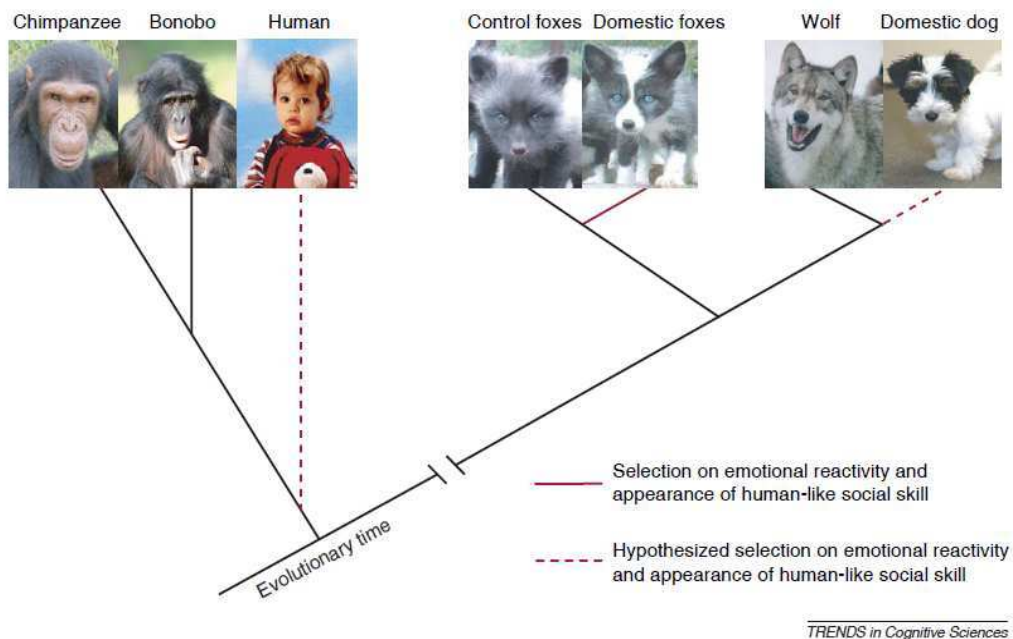 Chimpanzee Bonobo Human Control foxes Domestic foxes Wolf Domestic dog
Evolutionary time
Selection on emotional reactivity and
appearance of human-like social skill
Hypothesized selection on emotional reactivity
and appearance of human-like social skill
TRENDS in Cognitive Sciences